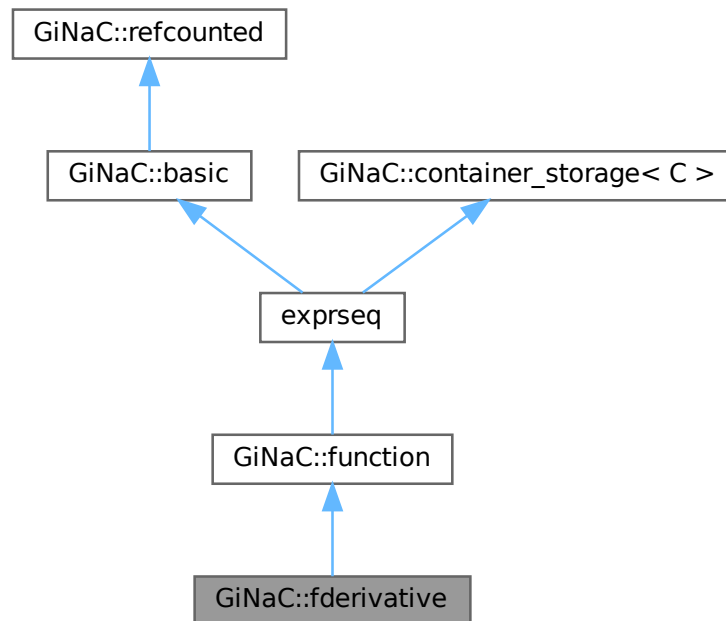 GiNaC::refcounted
GiNaC::basic
GiNaC::container_storage< C >
exprseq
GiNaC::function
GiNaC::fderivative